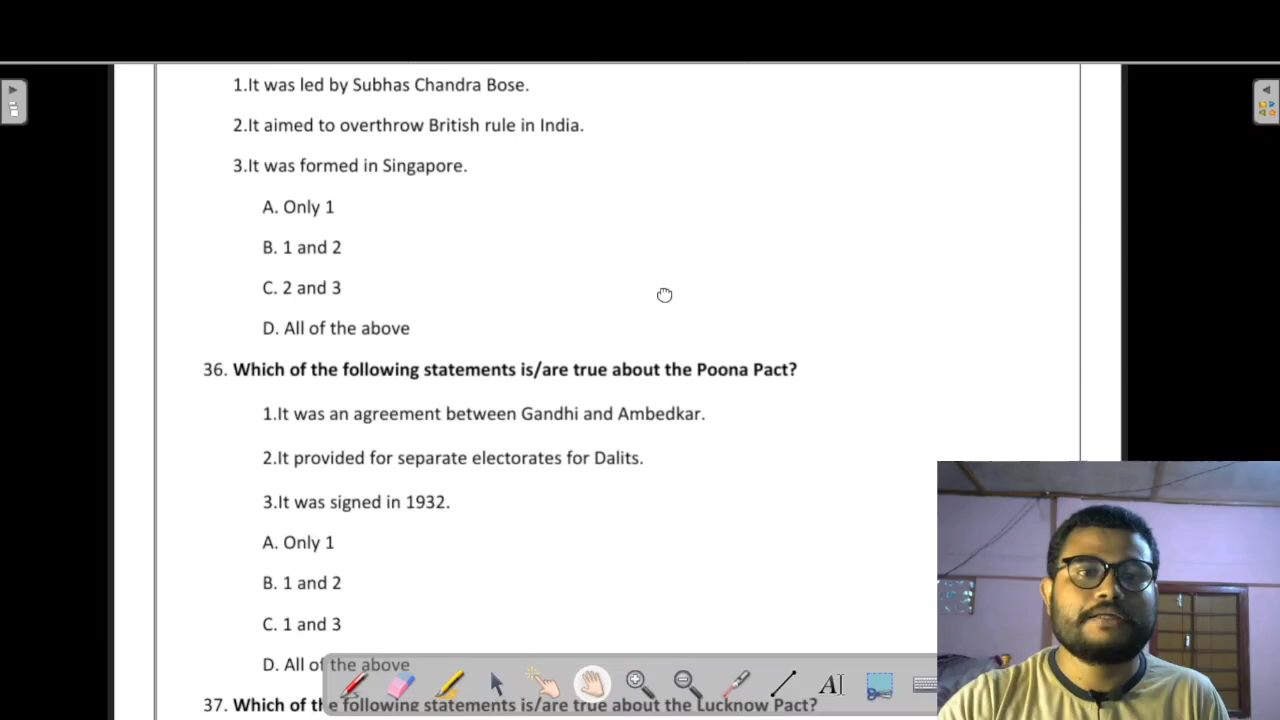 1.It was led by Subhas Chandra Bose.
2.It aimed to overthrow British rule in India.
3.It was formed in Singapore.
A. Only 1
B. 1 and 2
C. 2 and 3
D. All of the above
36. Which of the following statements is/are true about the Poona Pact?
1.It was an agreement between Gandhi and Ambedkar.
2.It provided for separate electorates for Dalits.
3.It was signed in 1932.
A. Only 1
B. 1 and 2
C. 1 and 3
D. All of the above
37. Which of the following statements is/are true about the Lucknow Pact?